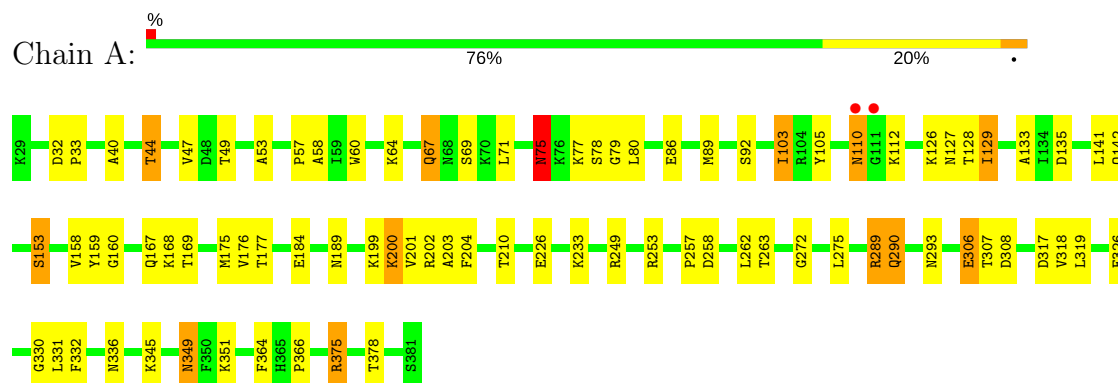 %
Chain A:
76% 20% •
K29 D32 P33 A40 T44 V47 D48 T49 A53 P57 A58 I59 W60 K64 Q67 N68 S69 K70 L71 N75 K76 K77 S78 G79 L80 E86 M89 S92 I103 R104 Y105 N110 G111 K112 K126 N127 T128 I129 A133 I134 D135 L141
S153 V158 Y159 G160 Q167 K168 T169 M175 V176 T177 E184 N189 K199 K200 V201 R202 A203 F204 T210 E226 K233 R249 R253 P257 D258 L262 T263 G272 L275 R289 Q290 N293 E306 T307 D308 D317 V318 L319
G330 L331 F332 N336 K345 N349 F350 K351 F364 H365 P366 R375 T378 S381